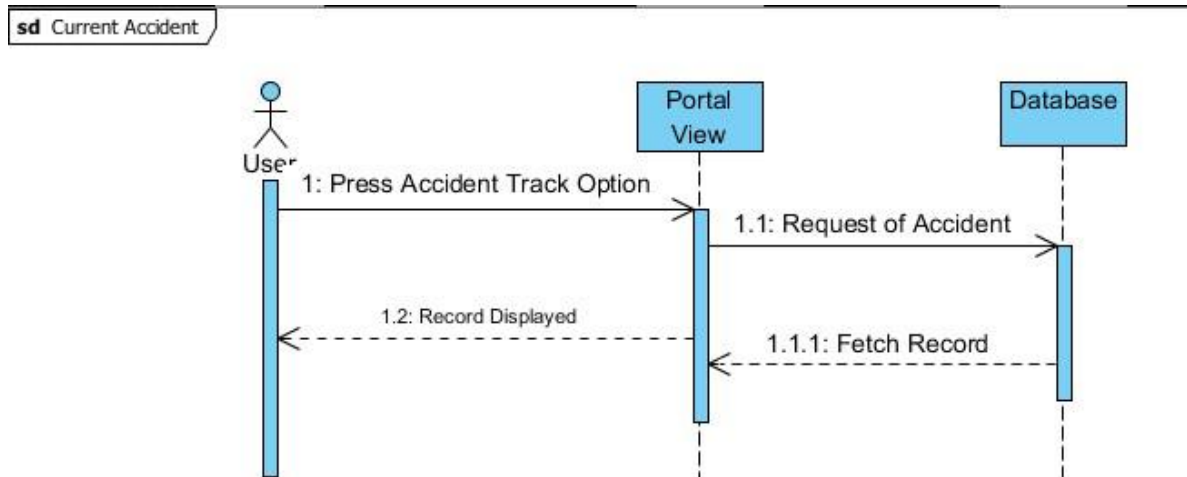 sd Current Accident
Portal
View
Database
User
1: Press Accident Track Option
1.1: Request of Accident
1.2: Record Displayed
1.1.1: Fetch Record